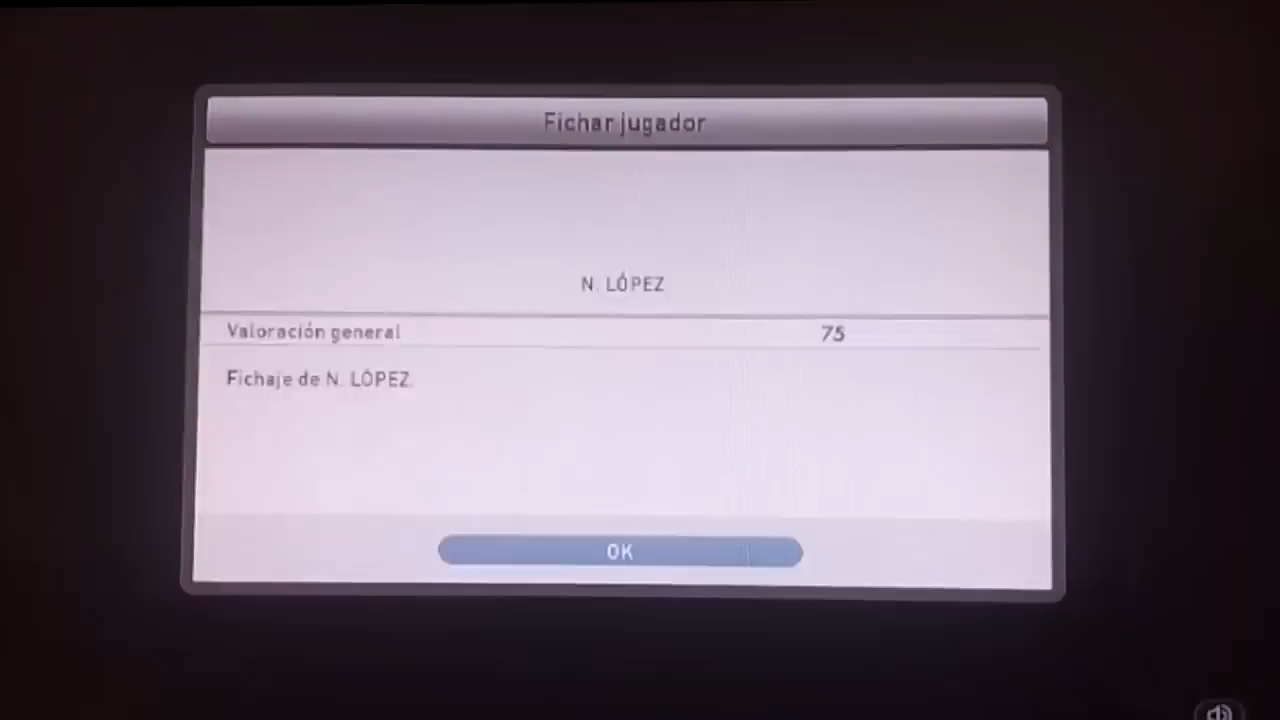 Fichar jugador
N. LÓPEZ
Valoración general 75
Fichaje de N. LÓPEZ.
OK